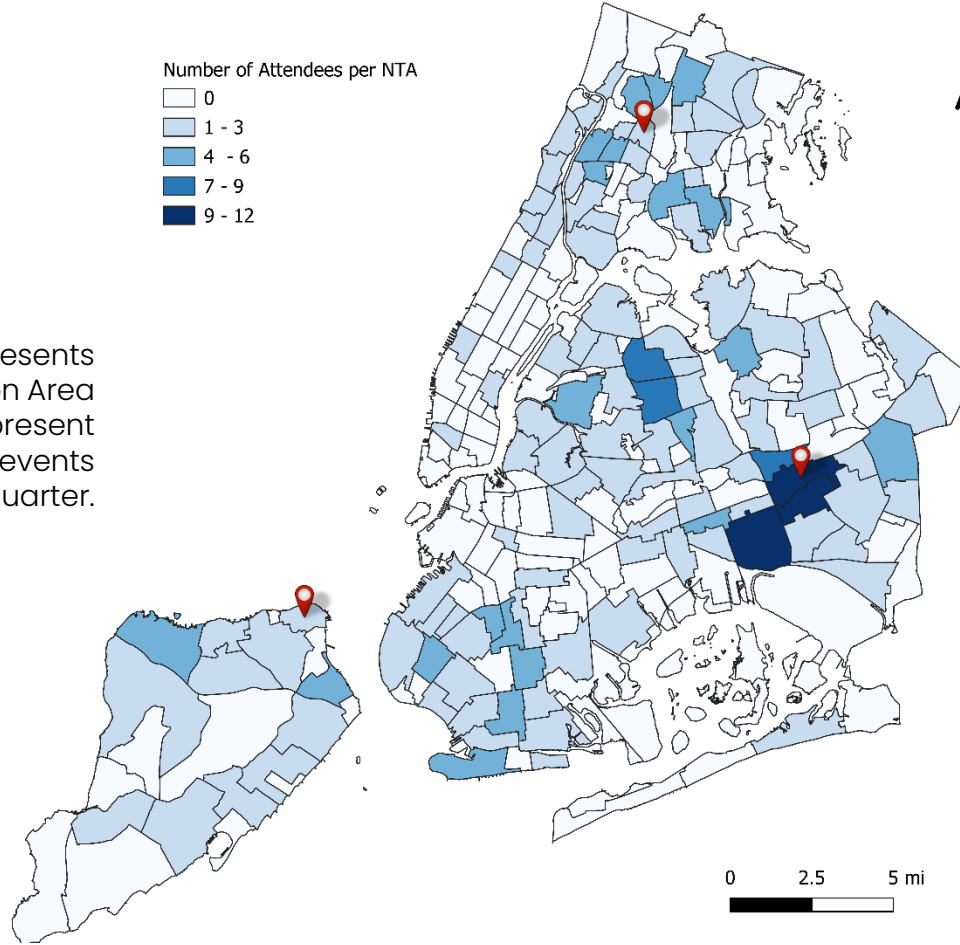 Number of Attendees per NTA
0
1 - 3
4 - 6
7 - 9
9 - 12
on Area
present
events
uarter.
0 2.5 5 mi